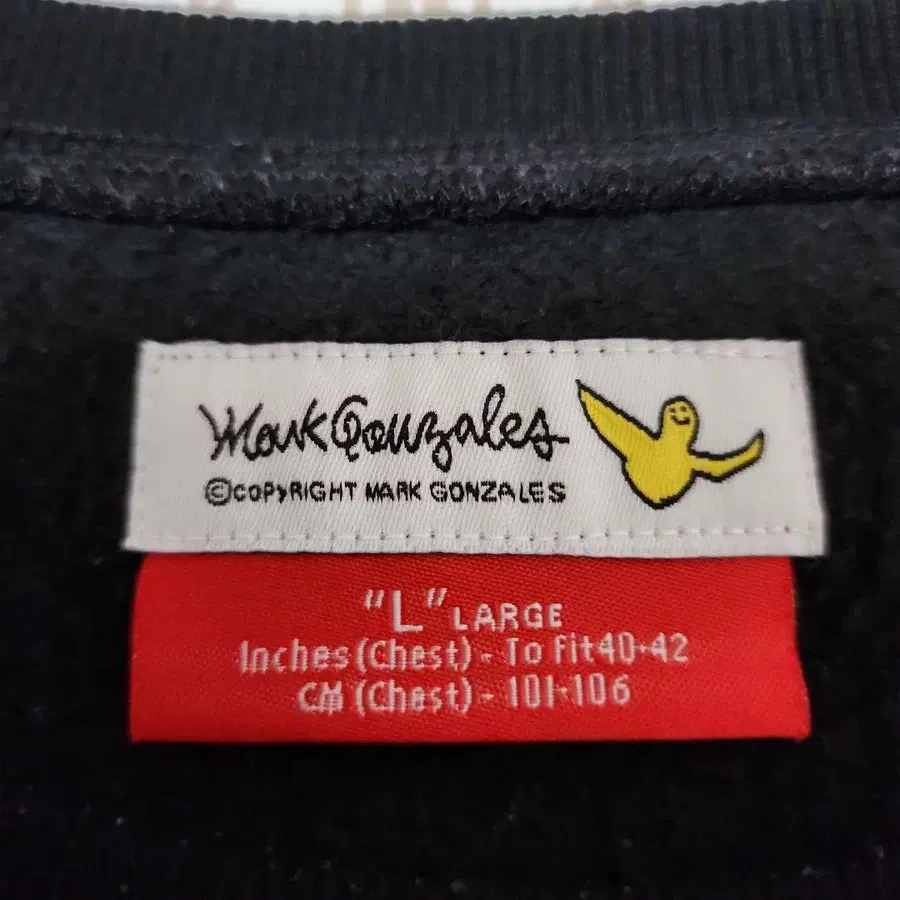 Mark Gonzales
©COPYRIGHT MARK GONZALES
"L" LARGE
Inches (Chest) - To Fit 40-42
CM (Chest) - 101-106